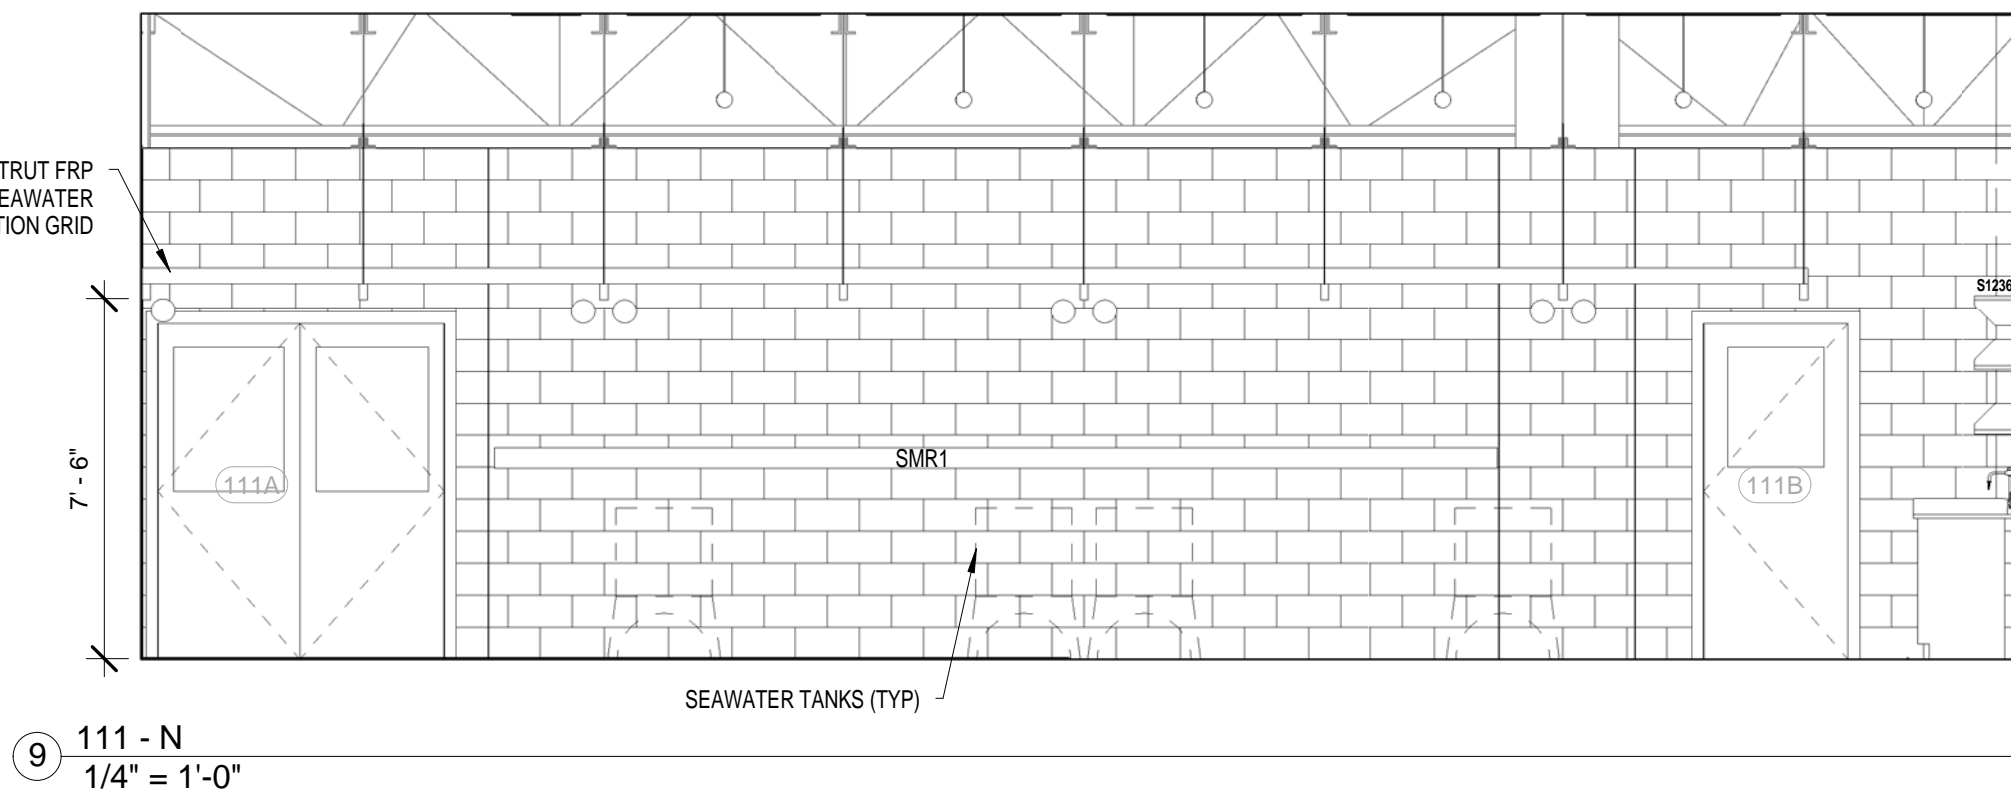 TRUT FRP
EAWATER
TION GRID
7' - 6"
111A
SMR1
111B
S1236
SEAWATER TANKS (TYP)
9
111 - N
1/4" = 1'-0"